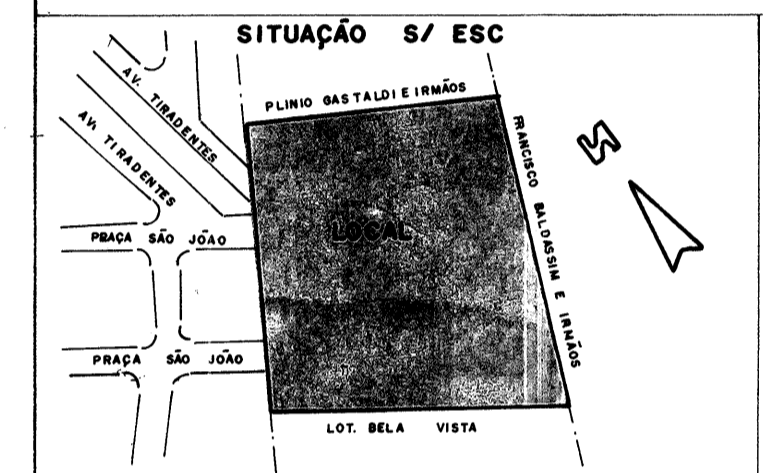 SITUAÇÃO S/ ESC
PLINIO GASTALDI E IRMÃOS
AV. TIRADENTES
AV. TIRADENTES
FRANCISCO BALDASSIM E IRMÃOS
N
LOCAL
PRAÇA SÃO JOÃO
PRAÇA SÃO JOÃO
LOT. BELA VISTA